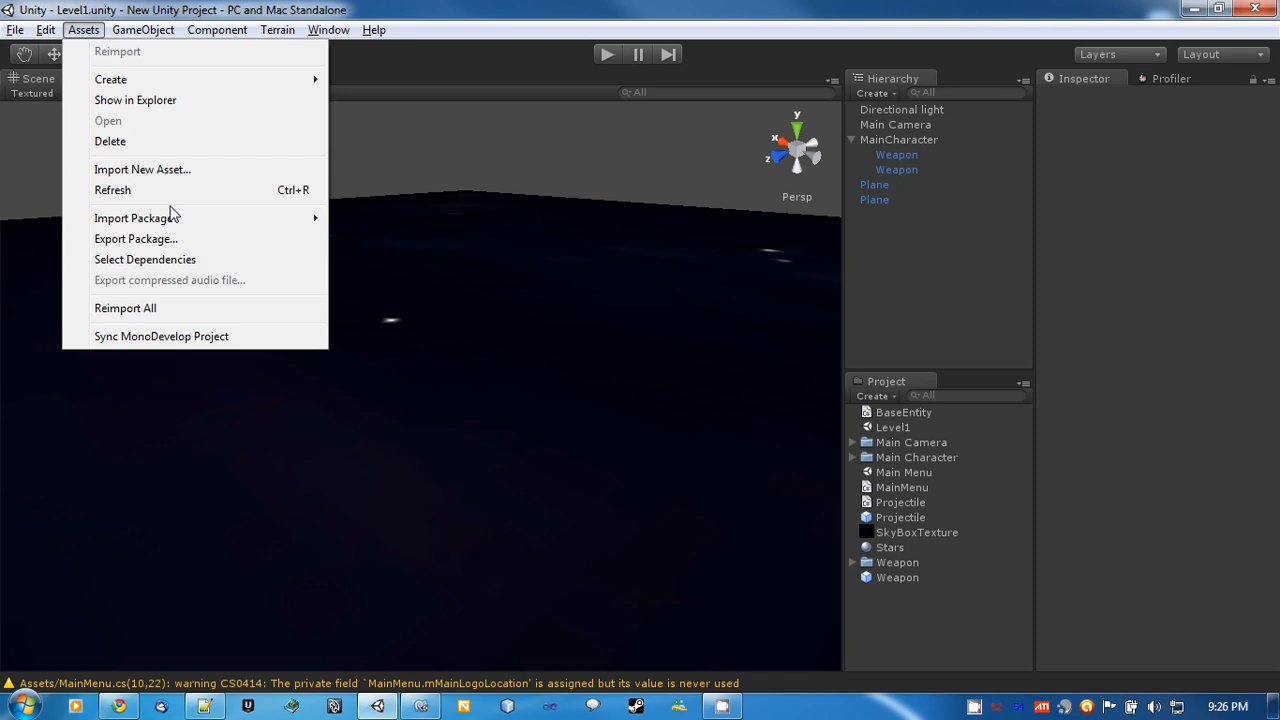 Unity - Level1.unity - New Unity Project - PC and Mac Standalone
File Edit Assets GameObject Component Terrain Window Help
Layers Layout
Scene
Textured
All
Reimport
Create
Show in Explorer
Open
Delete
Import New Asset...
Refresh Ctrl+R
Import Package
Export Package...
Select Dependencies
Export compressed audio file...
Reimport All
Sync MonoDevelop Project
y
x
z
Persp
Hierarchy
Create All
Directional light
Main Camera
MainCharacter
Weapon
Weapon
Plane
Plane
Project
Create All
BaseEntity
Level1
Main Camera
Main Character
Main Menu
MainMenu
Projectile
Projectile
SkyBoxTexture
Stars
Weapon
Weapon
Inspector Profiler
Assets/MainMenu.cs(10,22): warning CS0414: The private field `MainMenu.mMainLogoLocation' is assigned but its value is never used
54 ATI 9:26 PM